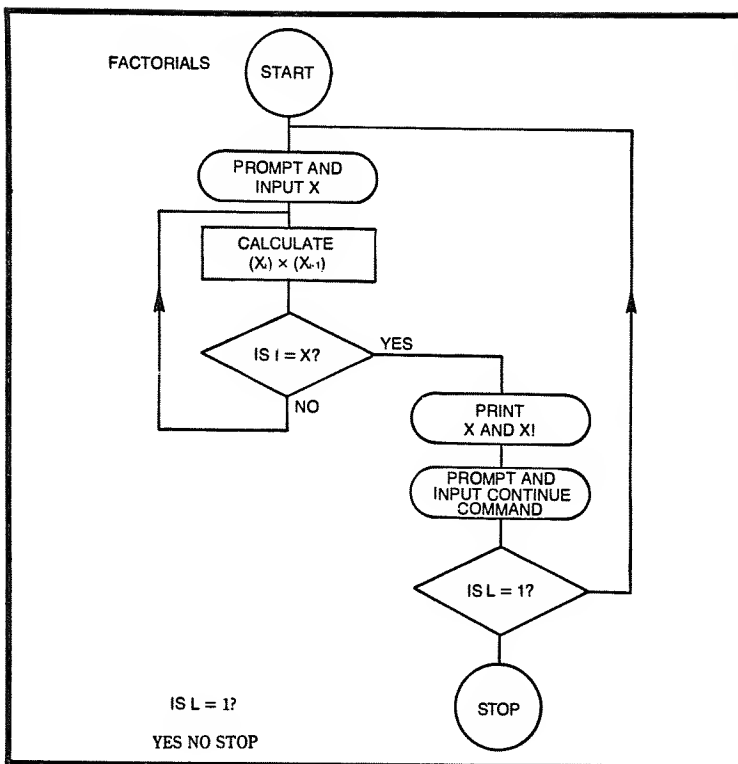 FACTORIALS
START
PROMPT AND
INPUT X
CALCULATE
(Xᵢ) × (Xᵢ₋₁)
IS I = X?
YES
NO
PRINT
X AND X!
PROMPT AND
INPUT CONTINUE
COMMAND
IS L = 1?
STOP
IS L = 1?
YES NO STOP